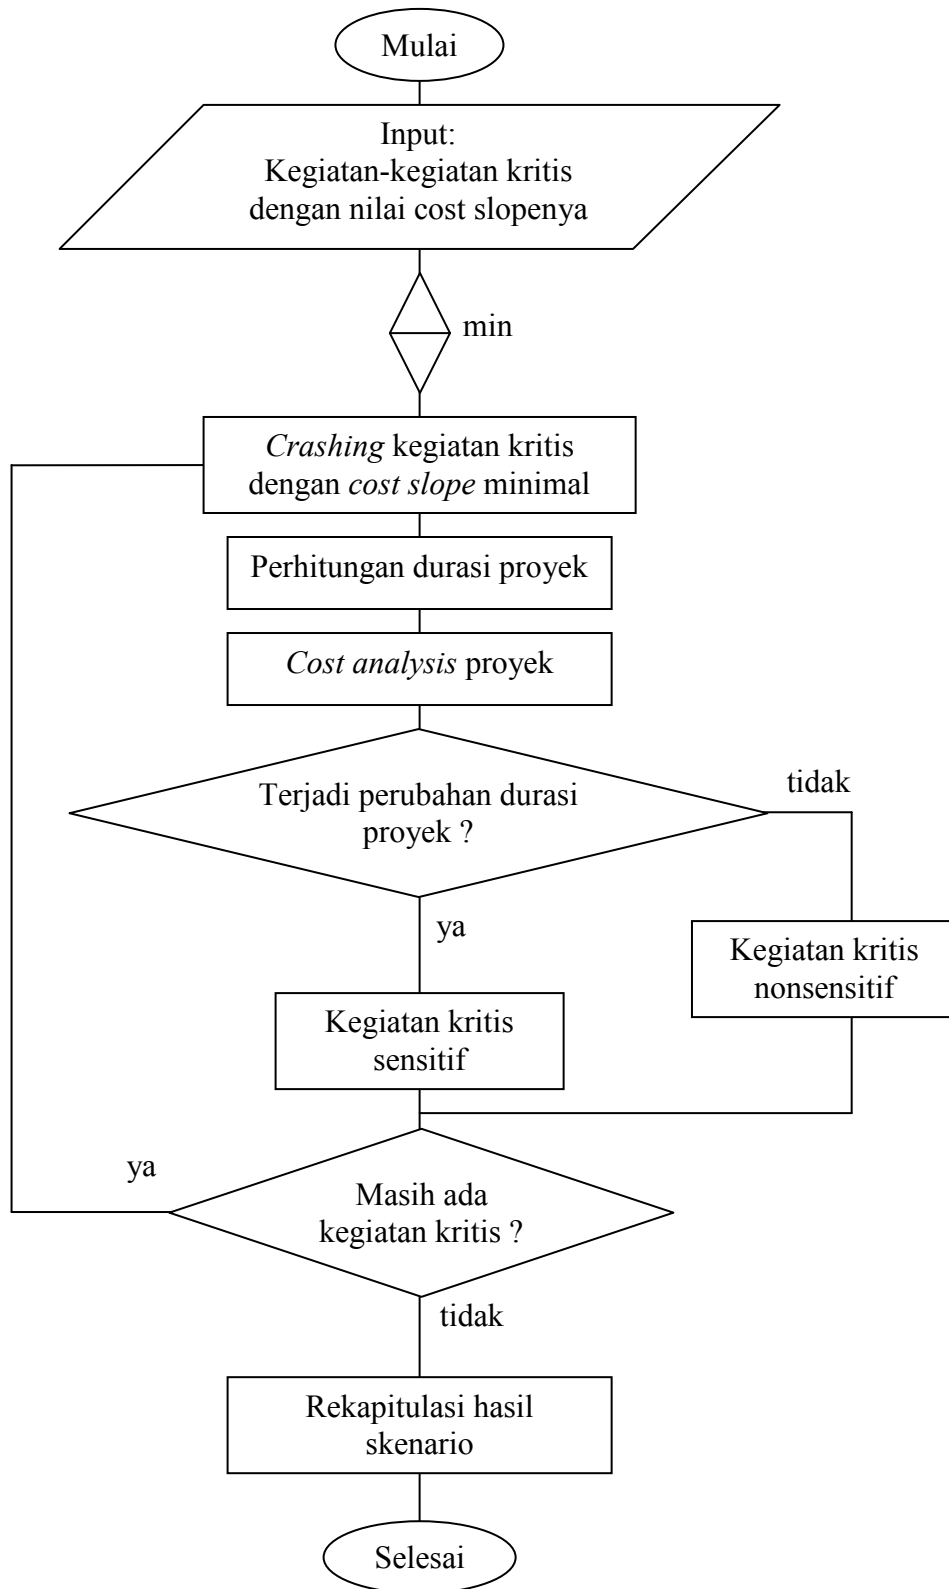 Mulai
Input:
Kegiatan-kegiatan kritis
dengan nilai cost slopenya
min
Crashing kegiatan kritis
dengan cost slope minimal
Perhitungan durasi proyek
Cost analysis proyek
Terjadi perubahan durasi
proyek ?
tidak
ya
Kegiatan kritis
nonsensitif
Kegiatan kritis
sensitif
ya
Masih ada
kegiatan kritis ?
tidak
Rekapitulasi hasil
skenario
Selesai